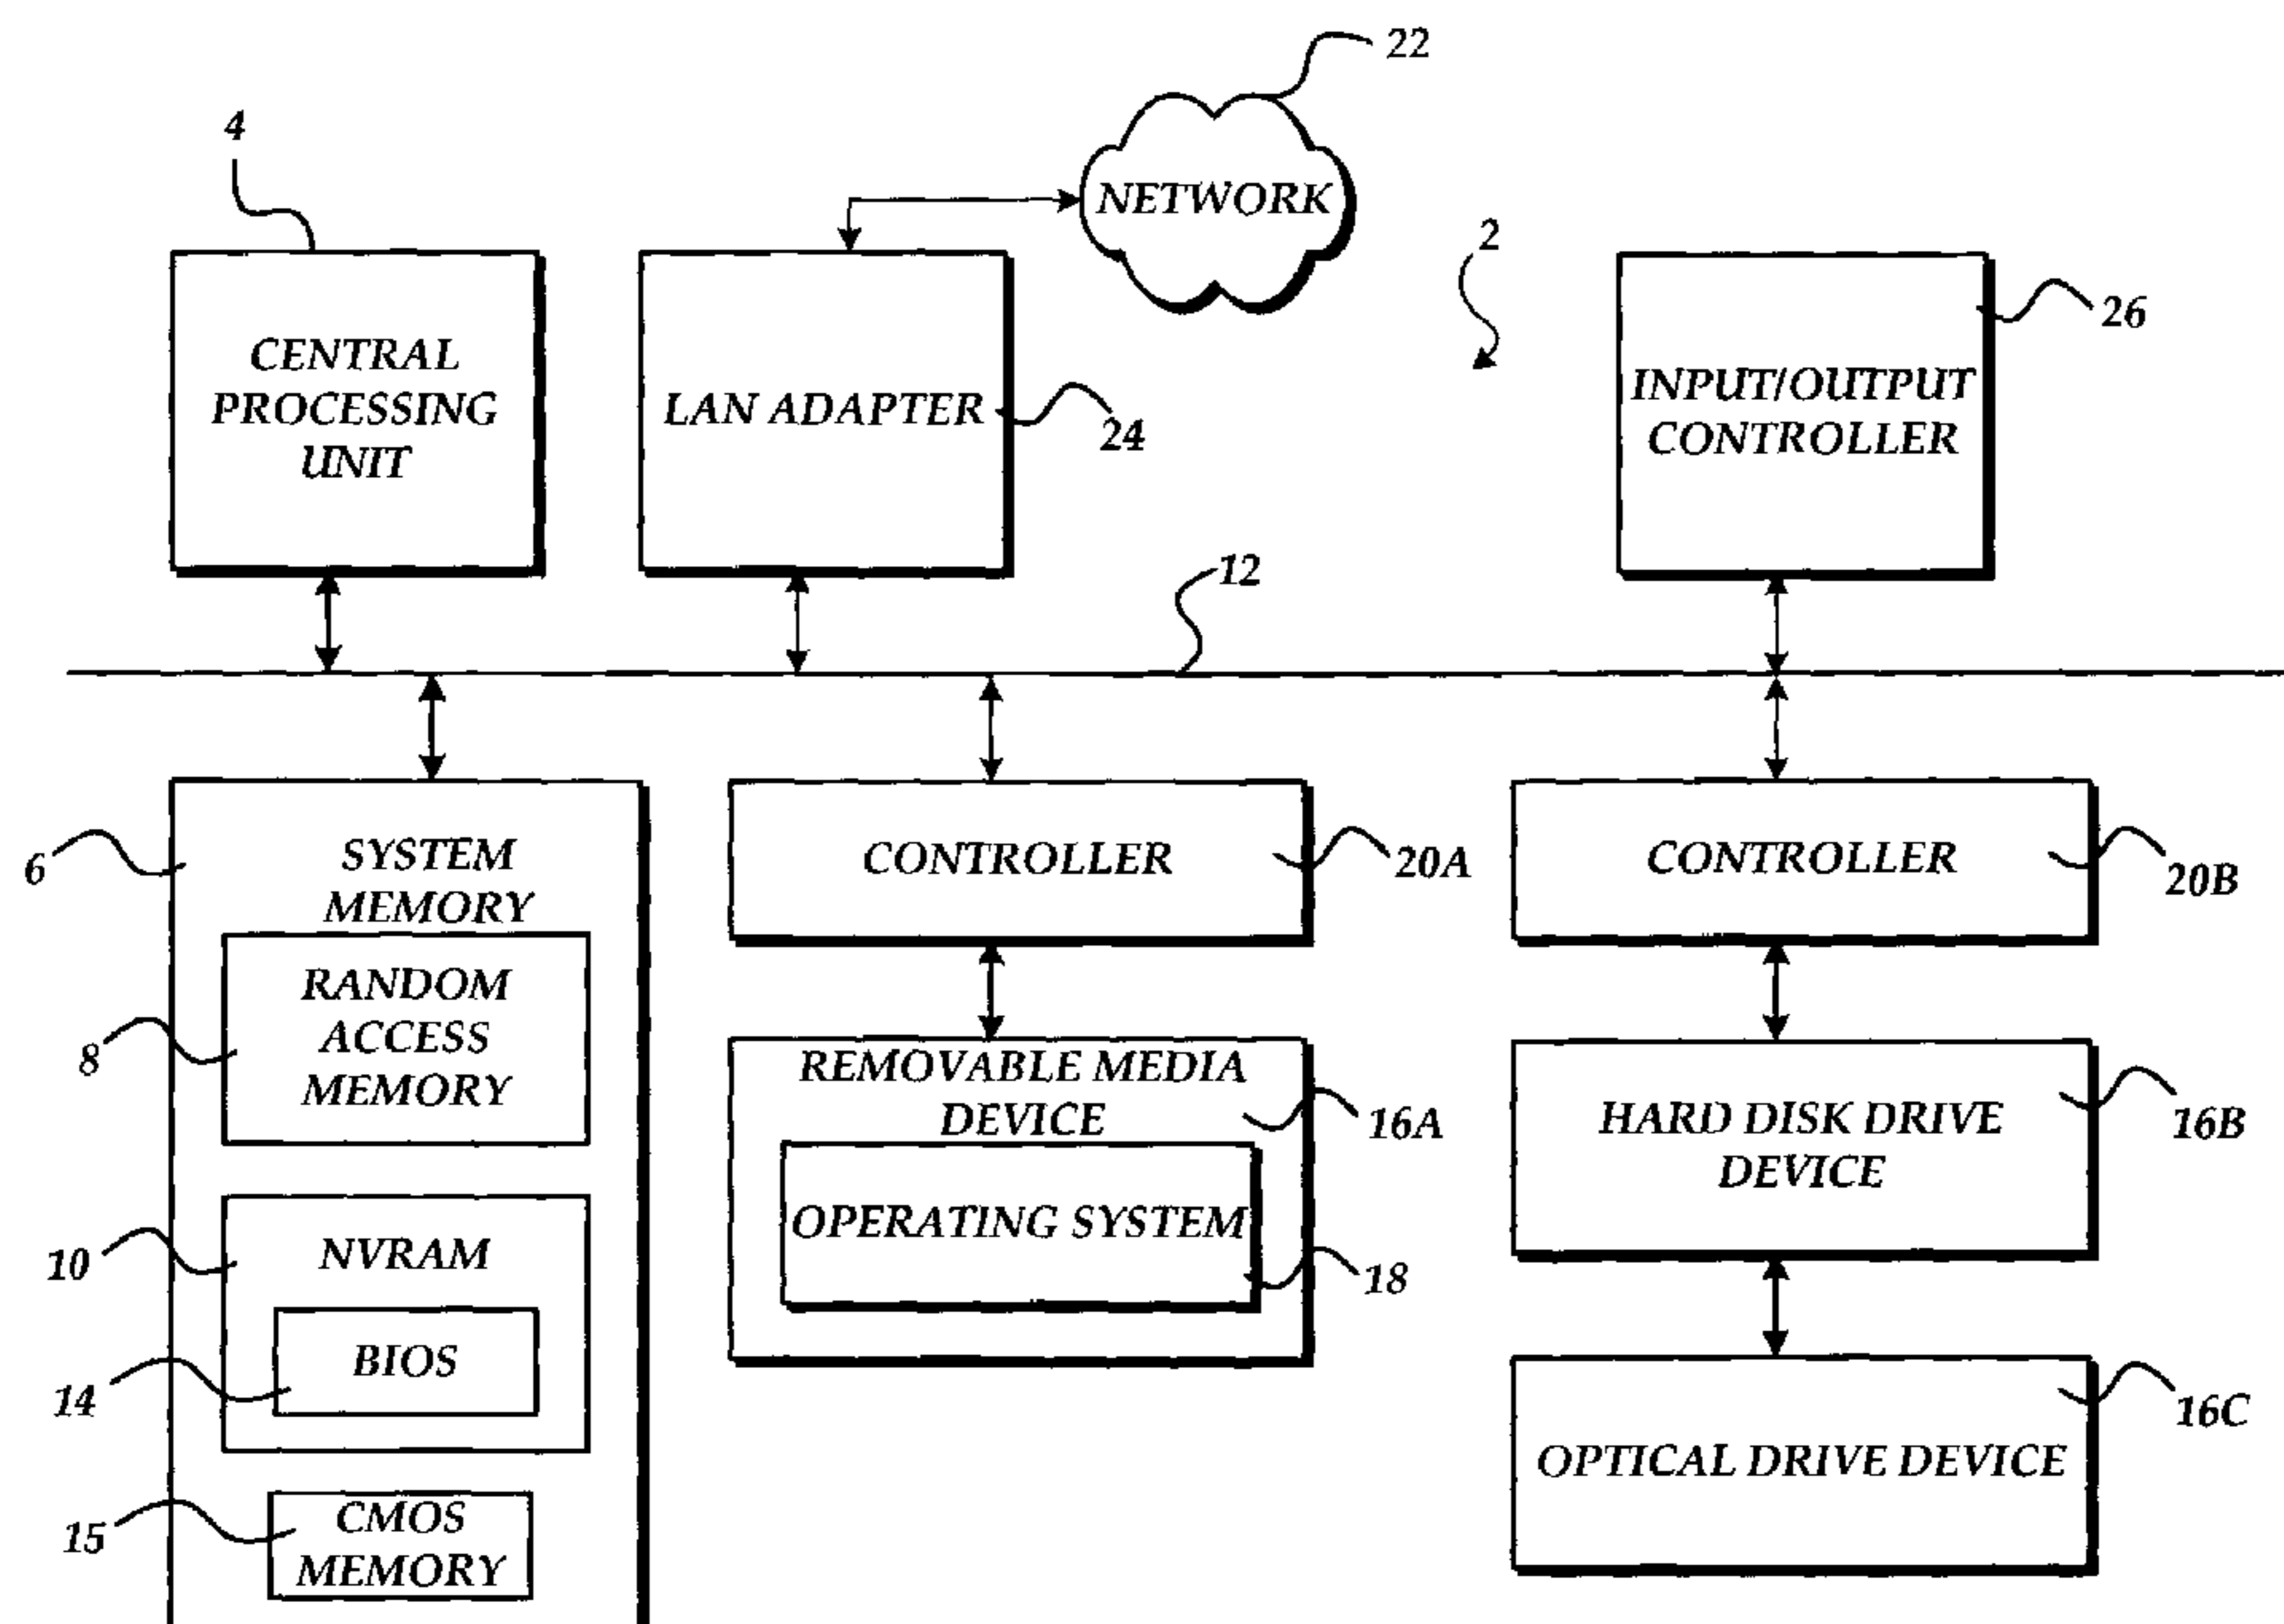 22
4
NETWORK
2
26
CENTRAL
PROCESSING
UNIT
LAN ADAPTER
24
INPUT/OUTPUT
CONTROLLER
12
6
SYSTEM
MEMORY
CONTROLLER
20A
CONTROLLER
20B
RANDOM
ACCESS
MEMORY
8
REMOVABLE MEDIA
DEVICE
16A
HARD DISK DRIVE
DEVICE
16B
10
NVRAM
OPERATING SYSTEM
18
14
BIOS
16C
OPTICAL DRIVE DEVICE
15
CMOS
MEMORY